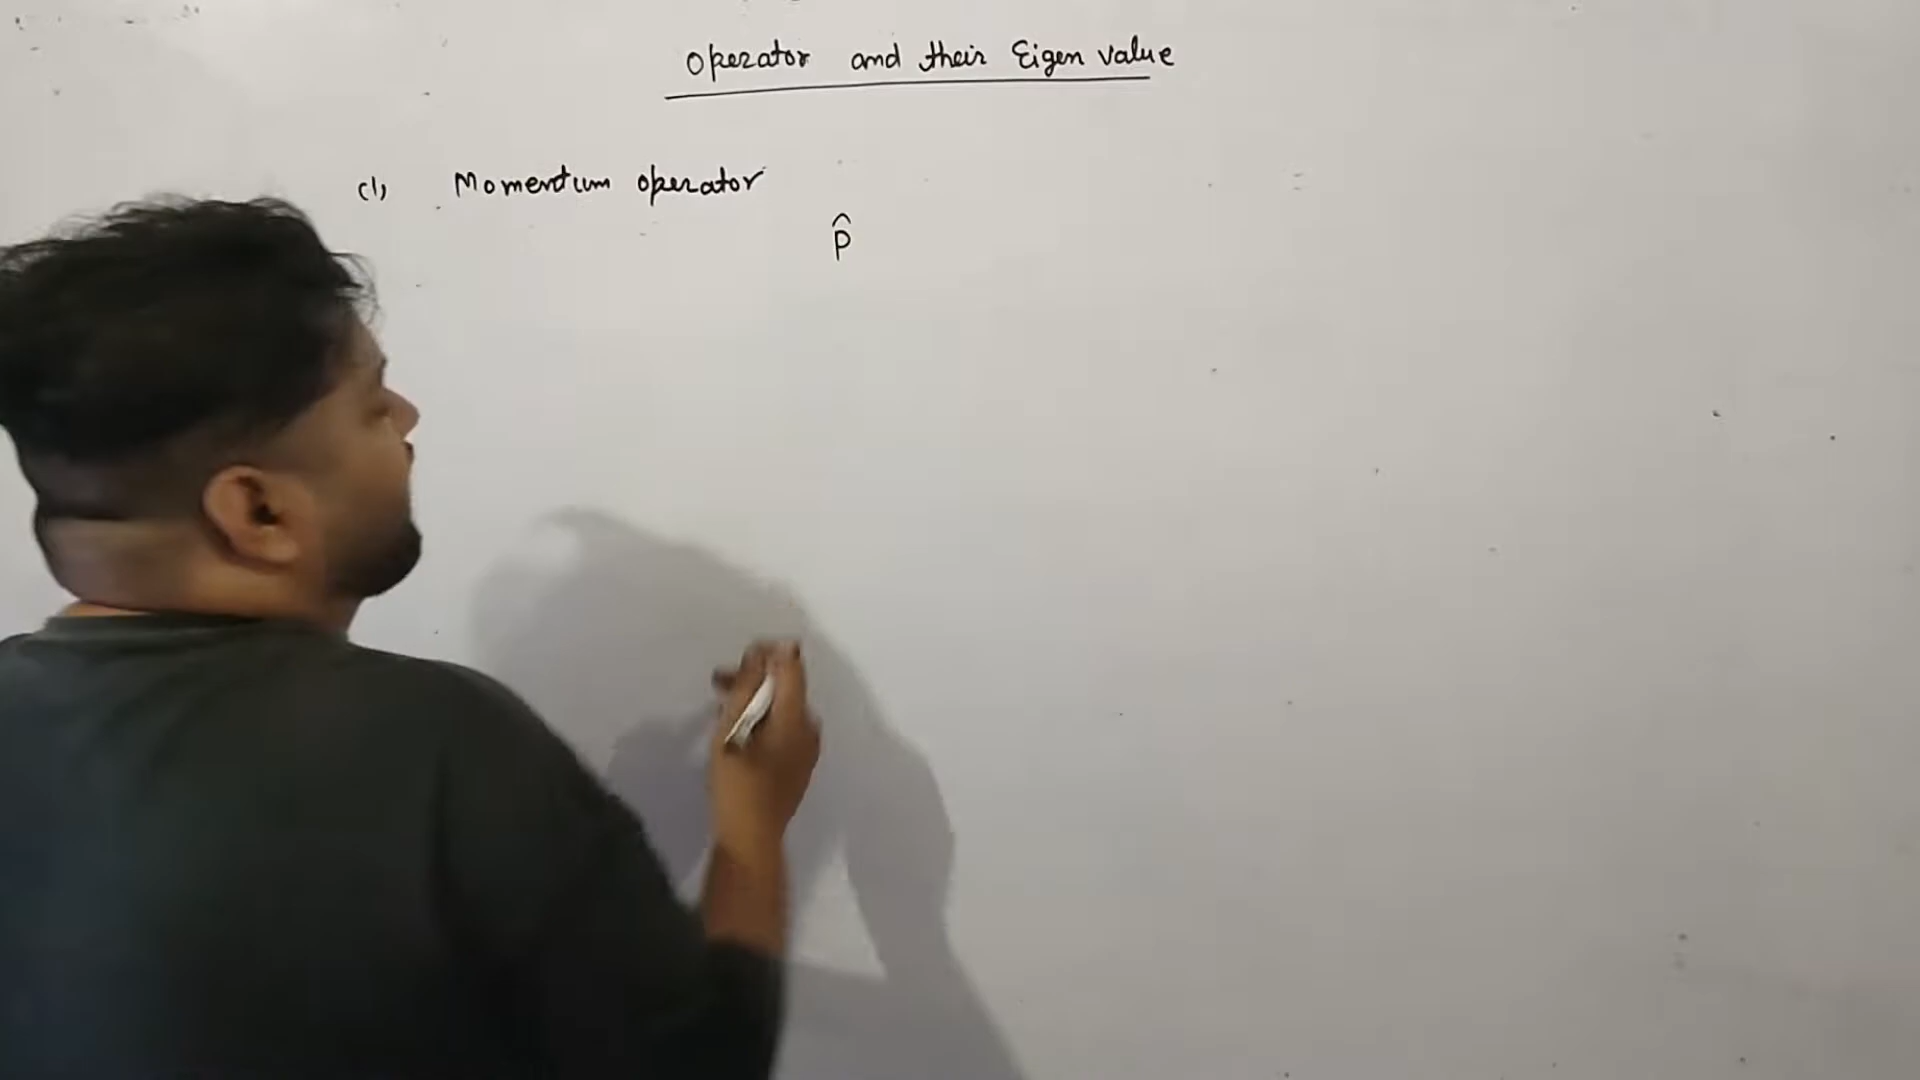 Operator and their Eigen value
(1) Momentum operator
p̂